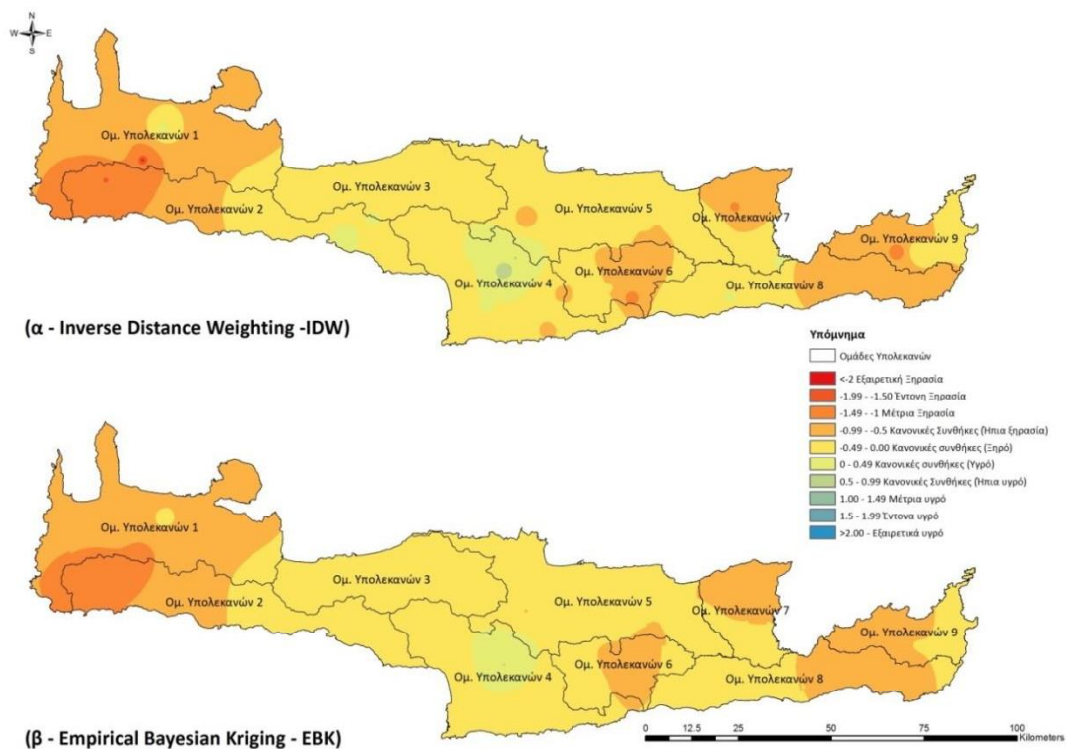 N
W E
S
Ομ. Υπολεκανών 1
Ομ. Υπολεκανών 2
Ομ. Υπολεκανών 3
Ομ. Υπολεκανών 4
Ομ. Υπολεκανών 5
Ομ. Υπολεκανών 6
Ομ. Υπολεκανών 7
Ομ. Υπολεκανών 8
Ομ. Υπολεκανών 9
(α - Inverse Distance Weighting -IDW)
Υπόμνημα
Ομάδες Υπολεκανών
<-2 Εξαιρετική Ξηρασία
-1.99 - -1.50 Έντονη Ξηρασία
-1.49 - -1 Μέτρια Ξηρασία
-0.99 - -0.5 Κανονικές Συνθήκες (Ήπια ξηρασία)
-0.49 - 0.00 Κανονικές συνθήκες (Ξηρό)
0 - 0.49 Κανονικές συνθήκες (Υγρό)
0.5 - 0.99 Κανονικές Συνθήκες (Ήπια υγρό)
1.00 - 1.49 Μέτρια υγρό
1.5 - 1.99 Έντονα υγρό
>2.00 - Εξαιρετικά υγρό
Ομ. Υπολεκανών 1
Ομ. Υπολεκανών 2
Ομ. Υπολεκανών 3
Ομ. Υπολεκανών 4
Ομ. Υπολεκανών 5
Ομ. Υπολεκανών 6
Ομ. Υπολεκανών 7
Ομ. Υπολεκανών 8
Ομ. Υπολεκανών 9
(β - Empirical Bayesian Kriging - EBK)
0 12.5 25 50 75 100
Kilometers